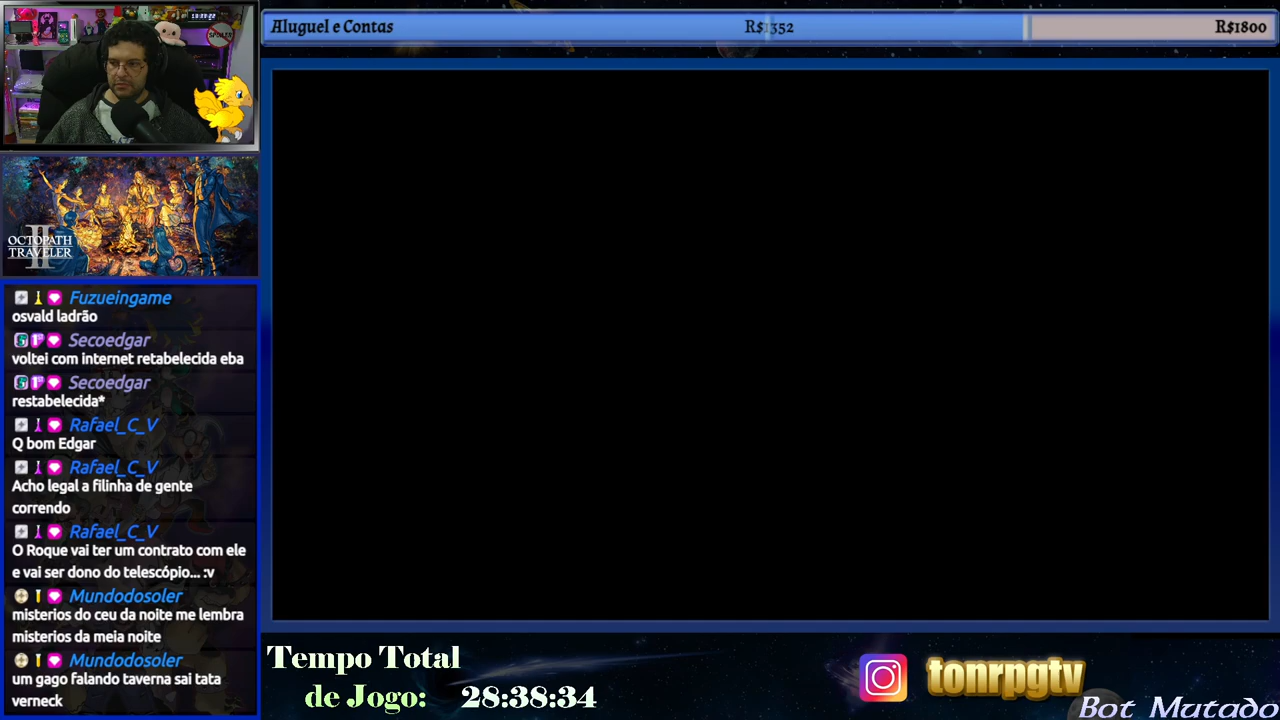 SPOILER
Aluguel e Contas R$1352 R$1800
OCTOPATH
II
TRAVELER
Fuzueingame
osvald ladrão
Secoedgar
voltei com internet retabelecida eba
Secoedgar
restabelecida*
Rafael_C_V
Q bom Edgar
Rafael_C_V
Acho legal a filinha de gente
correndo
Rafael_C_V
O Roque vai ter um contrato com ele
e vai ser dono do telescópio... :v
Mundodosoler
misterios do ceu da noite me lembra
misterios da meia noite
Mundodosoler
um gago falando taverna sai tata
verneck
Tempo Total
de Jogo: 28:38:34
tonrpgtv
Bot Mutado